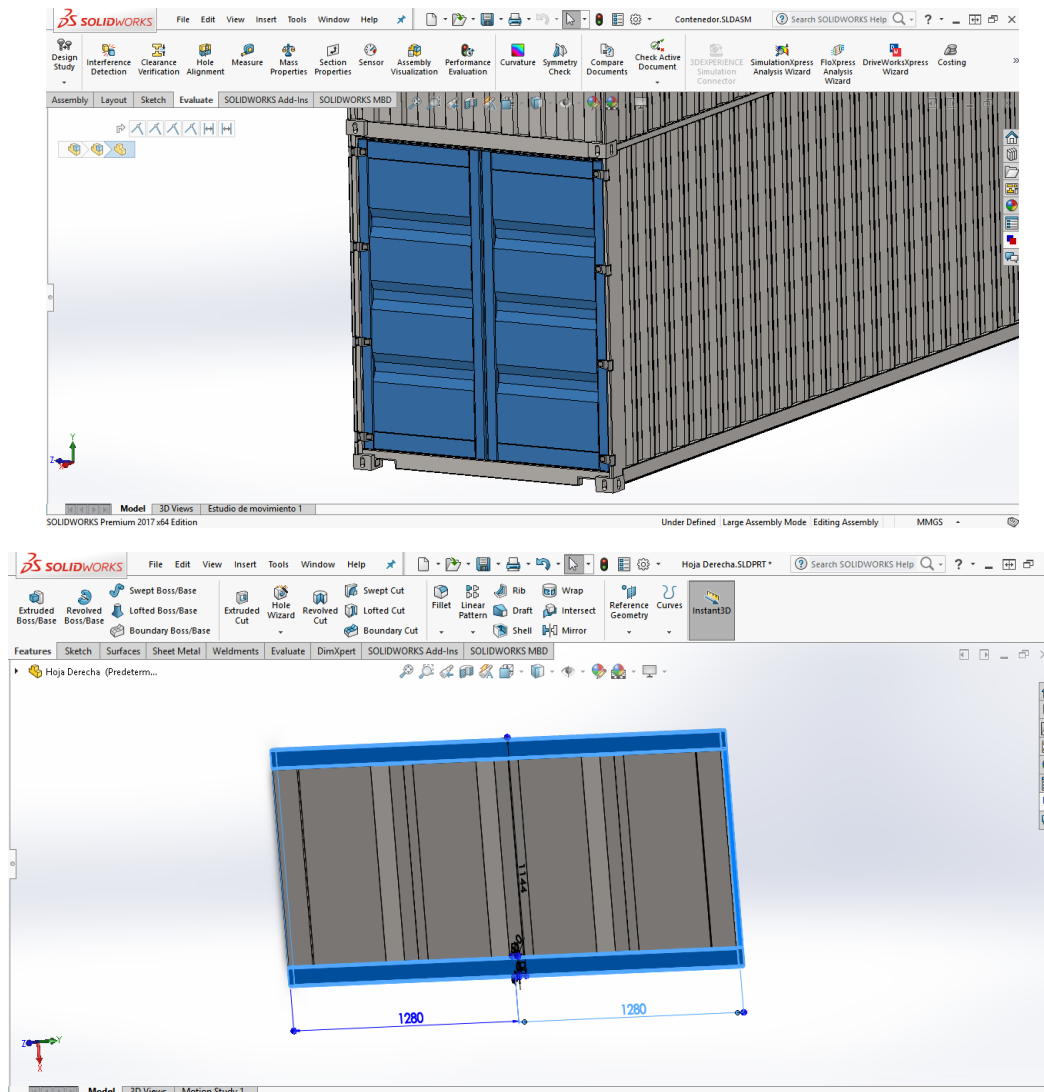 SOLIDWORKS File Edit View Insert Tools Window Help Contenedor.SLDASM Search SOLIDWORKS Help
Design Study
Interference Detection
Clearance Verification
Hole Alignment
Measure
Mass Properties
Section Properties
Sensor
Assembly Visualization
Performance Evaluation
Curvature
Symmetry Check
Compare Documents
Check Active Document
3DEXPERIENCE Simulation Connector
SimulationXpress Analysis Wizard
FloXpress Analysis Wizard
DriveWorksXpress Wizard
Costing
Assembly Layout Sketch Evaluate SOLIDWORKS Add-Ins SOLIDWORKS MBD
Y
Z
Model 3D Views Estudio de movimiento 1
SOLIDWORKS Premium 2017 x64 Edition Under Defined Large Assembly Mode Editing Assembly MMGS
SOLIDWORKS File Edit View Insert Tools Window Help Hoja Derecha.SLDPRT * Search SOLIDWORKS Help
Extruded Boss/Base
Revolved Boss/Base
Swept Boss/Base
Lofted Boss/Base
Boundary Boss/Base
Extruded Cut
Hole Wizard
Revolved Cut
Swept Cut
Lofted Cut
Boundary Cut
Fillet
Linear Pattern
Rib
Draft
Shell
Wrap
Intersect
Mirror
Reference Geometry
Curves
Instant3D
Features Sketch Surfaces Sheet Metal Weldments Evaluate DimXpert SOLIDWORKS Add-Ins SOLIDWORKS MBD
Hoja Derecha (Predeterm...
1144
1280 1280
Z Y
X
Model 3D Views Motion Study 1